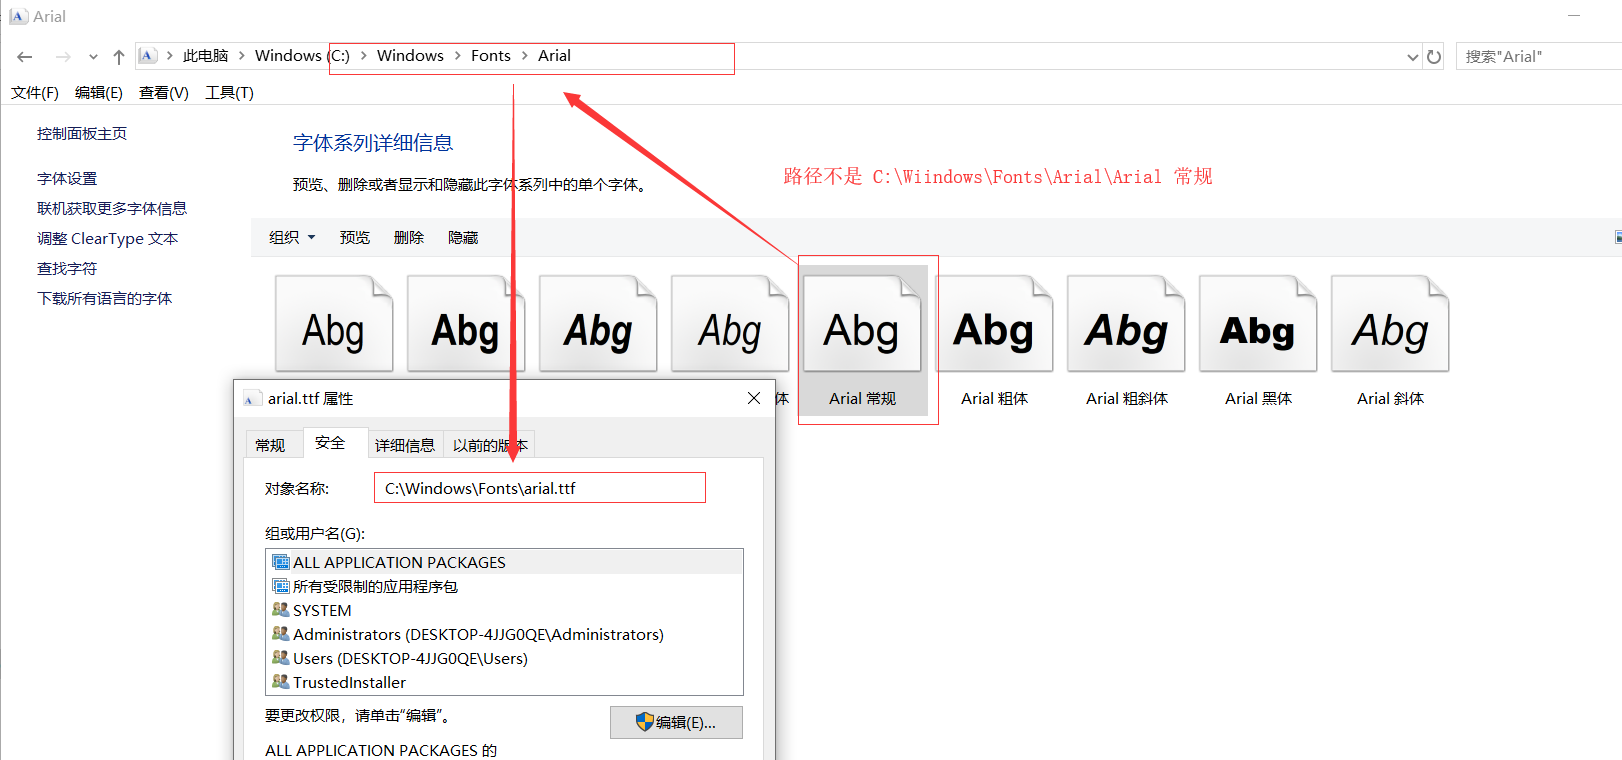 Arial
此电脑 Windows (C:) Windows Fonts Arial
搜索"Arial"
文件(F) 编辑(E) 查看(V) 工具(T)
控制面板主页
字体设置
联机获取更多字体信息
调整 ClearType 文本
查找字符
下载所有语言的字体
字体系列详细信息
预览、删除或者显示和隐藏此字体系列中的单个字体。
路径不是 C:\Wiindows\Fonts\Arial\Arial 常规
组织 预览 删除 隐藏
Abg Abg Abg Abg Abg Abg Abg Abg Abg
体 Arial 常规 Arial 粗体 Arial 粗斜体 Arial 黑体 Arial 斜体
arial.ttf 属性
常规 安全 详细信息 以前的版本
对象名称: C:\Windows\Fonts\arial.ttf
组或用户名(G):
ALL APPLICATION PACKAGES
所有受限制的应用程序包
SYSTEM
Administrators (DESKTOP-4JJG0QE\Administrators)
Users (DESKTOP-4JJG0QE\Users)
TrustedInstaller
要更改权限，请单击“编辑”。
编辑(E)...
ALL APPLICATION PACKAGES 的